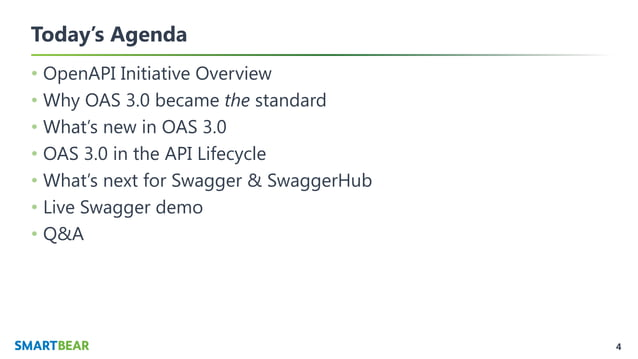 Today’s Agenda
• OpenAPI Initiative Overview
• Why OAS 3.0 became the standard
• What’s new in OAS 3.0
• OAS 3.0 in the API Lifecycle
• What’s next for Swagger & SwaggerHub
• Live Swagger demo
• Q&A
SMARTBEAR
4